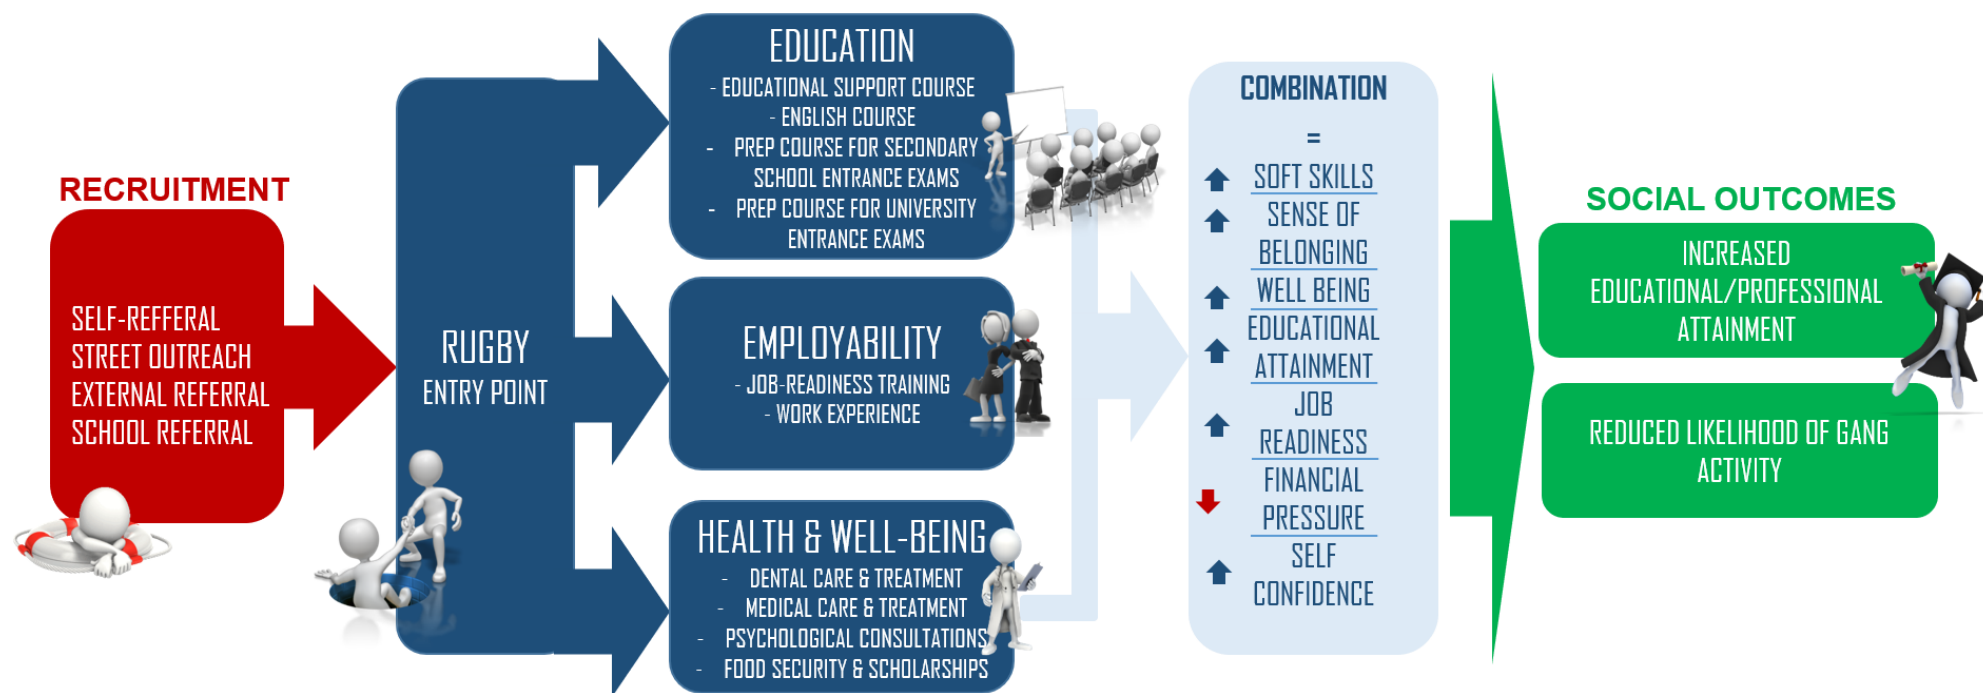 RECRUITMENT
SELF-REFFERAL
STREET OUTREACH
EXTERNAL REFERRAL
SCHOOL REFERRAL
RUGBY
ENTRY POINT
EDUCATION
- EDUCATIONAL SUPPORT COURSE
- ENGLISH COURSE
- PREP COURSE FOR SECONDARY
SCHOOL ENTRANCE EXAMS
- PREP COURSE FOR UNIVERSITY
ENTRANCE EXAMS
EMPLOYABILITY
- JOB-READINESS TRAINING
- WORK EXPERIENCE
HEALTH & WELL-BEING
- DENTAL CARE & TREATMENT
- MEDICAL CARE & TREATMENT
- PSYCHOLOGICAL CONSULTATIONS
- FOOD SECURITY & SCHOLARSHIPS
COMBINATION
=
SOFT SKILLS
SENSE OF
BELONGING
WELL BEING
EDUCATIONAL
ATTAINMENT
JOB
READINESS
FINANCIAL
PRESSURE
SELF
CONFIDENCE
SOCIAL OUTCOMES
INCREASED
EDUCATIONAL/PROFESSIONAL
ATTAINMENT
REDUCED LIKELIHOOD OF GANG
ACTIVITY